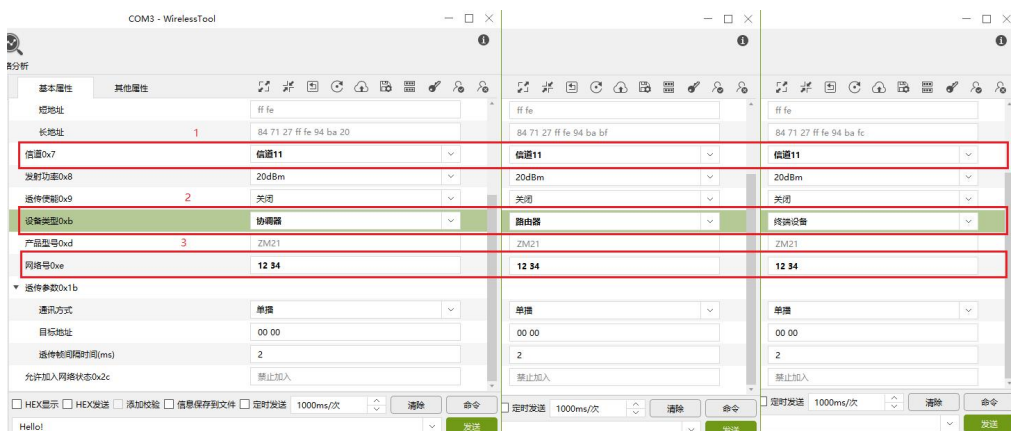 COM3 - WirelessTool
络分析
基本属性 其他属性
短地址 ff fe ff fe ff fe
长地址 1 84 71 27 ff fe 94 ba 20 84 71 27 ff fe 94 ba bf 84 71 27 ff fe 94 ba fc
信道0x7 信道11 信道11 信道11
发射功率0x8 20dBm 20dBm 20dBm
透传使能0x9 2 关闭 关闭 关闭
设备类型0xb 协调器 路由器 终端设备
产品型号0xd 3 ZM21 ZM21 ZM21
网络号0xe 12 34 12 34 12 34
透传参数0x1b
通讯方式 单播 单播 单播
目标地址 00 00 00 00 00 00
透传帧间隔时间(ms) 2 2 2
允许加入网络状态0x2c 禁止加入 禁止加入 禁止加入
HEX显示 HEX发送 添加校验 信息保存到文件 定时发送 1000ms/次 清除 命令 定时发送 1000ms/次 清除 命令 定时发送 1000ms/次 清除 命令
Hello! 发送 发送 发送